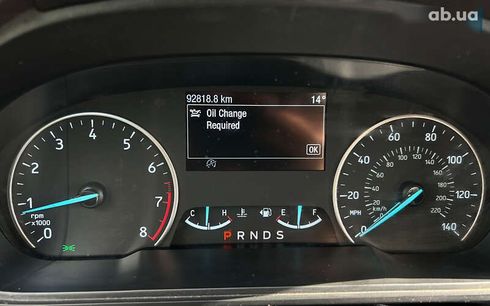 ab.ua
92818.8 km 14°
Oil Change
Required
OK
0 1 2 3 4 5 6 7 8
rpm
x1000
C H E F
P R N D S
0 20 40 60 80 100 120 140
MPH
km/h
20 40 60 80 100 120 140 160 180 200 220